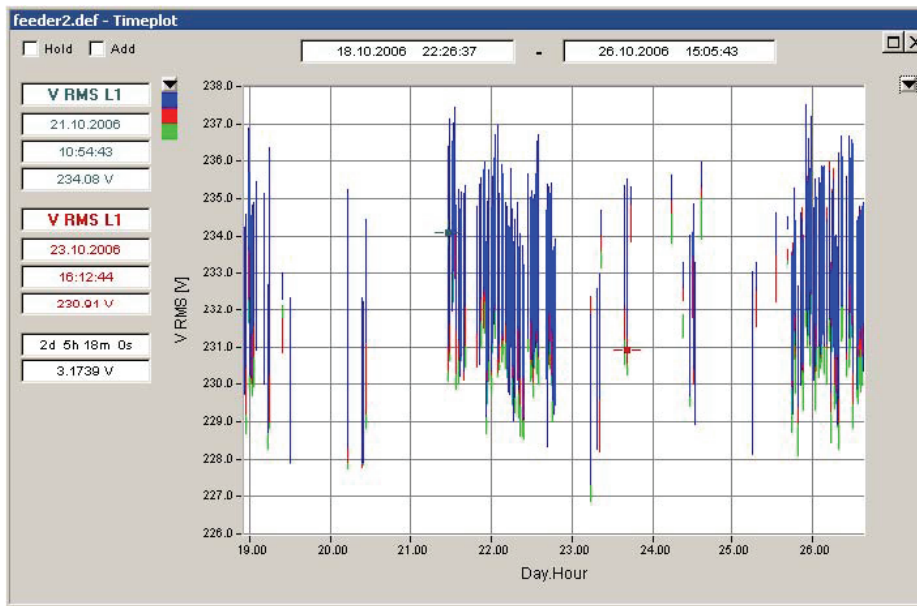 feeder2.def - Timeplot
Hold Add
18.10.2006 22:26:37 - 26.10.2006 15:05:43
V RMS L1
21.10.2006
10:54:43
234.08 V
V RMS L1
23.10.2006
16:12:44
230.91 V
2d 5h 18m 0s
3.1739 V
V RMS [V]
238.0
237.0
236.0
235.0
234.0
233.0
232.0
231.0
230.0
229.0
228.0
227.0
226.0
19.00 20.00 21.00 22.00 23.00 24.00 25.00 26.00
Day.Hour